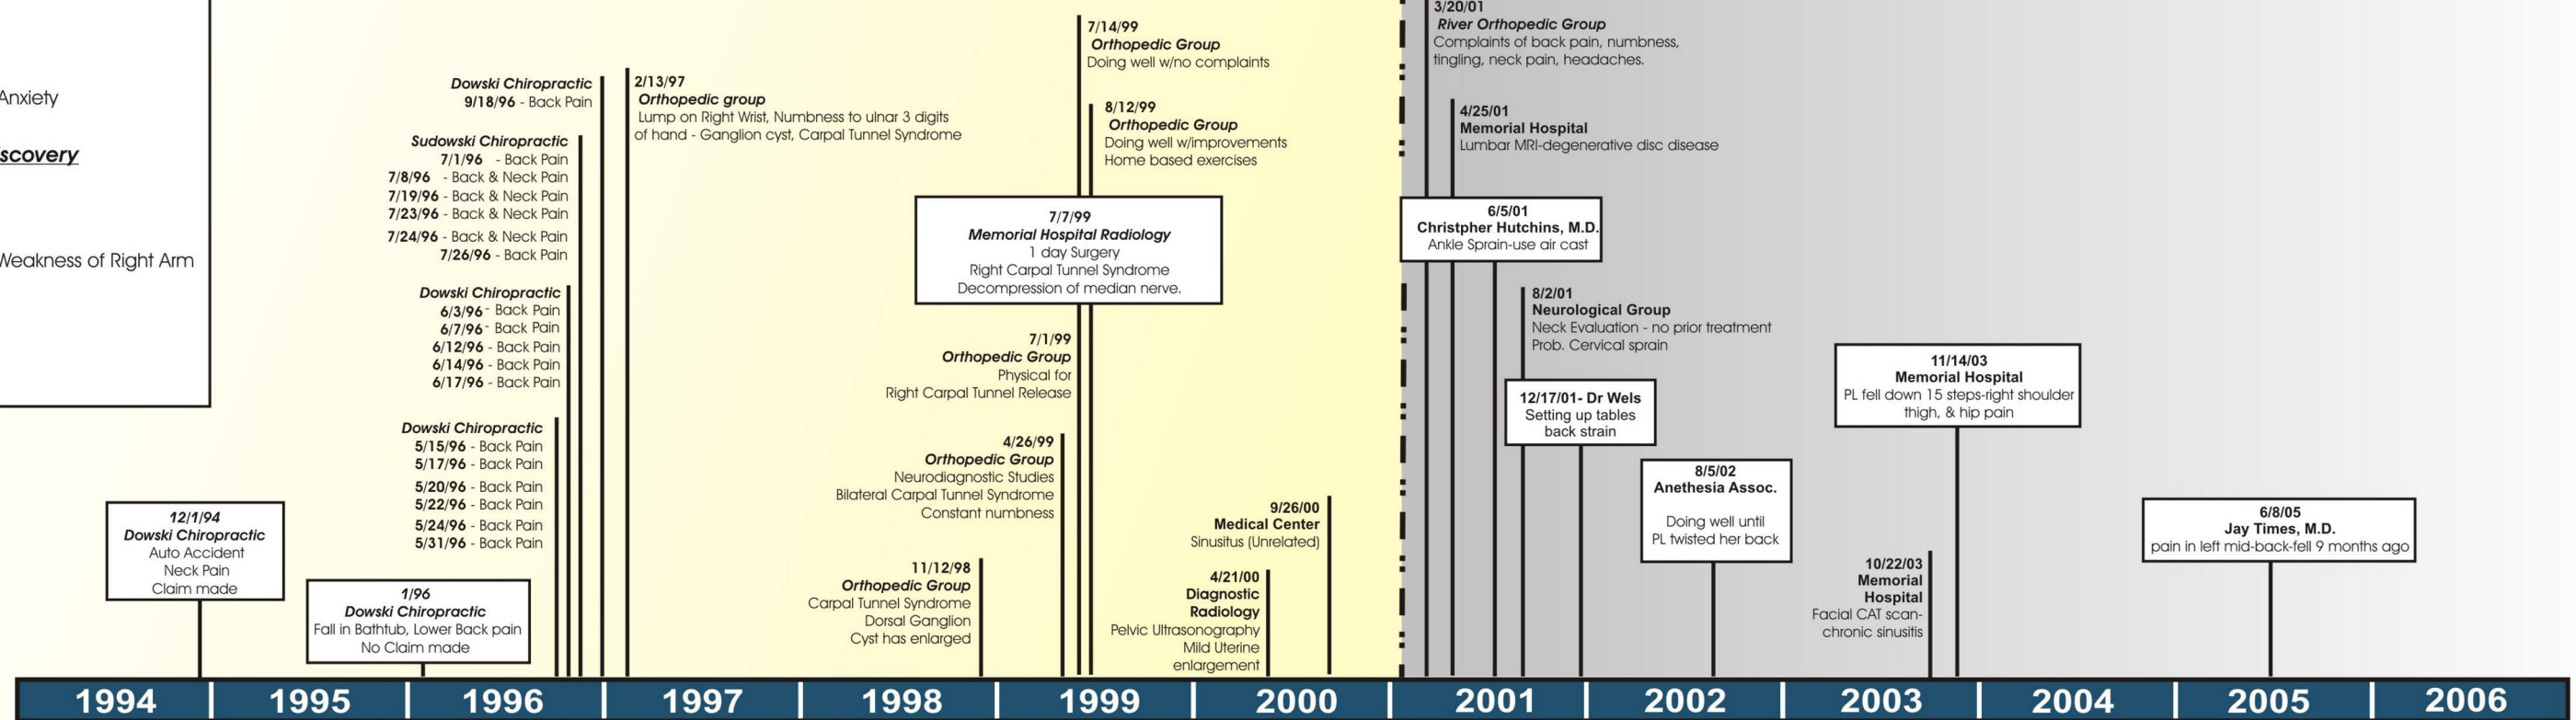 Anxiety
scovery
Weakness of Right Arm
12/1/94
Dowski Chiropractic
Auto Accident
Neck Pain
Claim made
1/96
Dowski Chiropractic
Fall in Bathtub, Lower Back pain
No Claim made
Dowski Chiropractic
5/15/96 - Back Pain
5/17/96 - Back Pain
5/20/96 - Back Pain
5/22/96 - Back Pain
5/24/96 - Back Pain
5/31/96 - Back Pain
Dowski Chiropractic
6/3/96 - Back Pain
6/7/96 - Back Pain
6/12/96 - Back Pain
6/14/96 - Back Pain
6/17/96 - Back Pain
Sudowski Chiropractic
7/1/96 - Back Pain
7/8/96 - Back & Neck Pain
7/19/96 - Back & Neck Pain
7/23/96 - Back & Neck Pain
7/24/96 - Back & Neck Pain
7/26/96 - Back Pain
Dowski Chiropractic
9/18/96 - Back Pain
2/13/97
Orthopedic group
Lump on Right Wrist, Numbness to ulnar 3 digits
of hand - Ganglion cyst, Carpal Tunnel Syndrome
11/12/98
Orthopedic Group
Carpal Tunnel Syndrome
Dorsal Ganglion
Cyst has enlarged
4/26/99
Orthopedic Group
Neurodiagnostic Studies
Bilateral Carpal Tunnel Syndrome
Constant numbness
7/1/99
Orthopedic Group
Physical for
Right Carpal Tunnel Release
7/7/99
Memorial Hospital Radiology
1 day Surgery
Right Carpal Tunnel Syndrome
Decompression of median nerve.
7/14/99
Orthopedic Group
Doing well w/no complaints
8/12/99
Orthopedic Group
Doing well w/improvements
Home based exercises
4/21/00
Diagnostic
Radiology
Pelvic Ultrasonography
Mild Uterine
enlargement
9/26/00
Medical Center
Sinusitus (Unrelated)
3/20/01
River Orthopedic Group
Complaints of back pain, numbness,
tingling, neck pain, headaches.
4/25/01
Memorial Hospital
Lumbar MRI-degenerative disc disease
6/5/01
Christpher Hutchins, M.D.
Ankle Sprain-use air cast
8/2/01
Neurological Group
Neck Evaluation - no prior treatment
Prob. Cervical sprain
12/17/01- Dr Wels
Setting up tables
back strain
8/5/02
Anethesia Assoc.
Doing well until
PL twisted her back
10/22/03
Memorial
Hospital
Facial CAT scan-
chronic sinusitis
11/14/03
Memorial Hospital
PL fell down 15 steps-right shoulder
thigh, & hip pain
6/8/05
Jay Times, M.D.
pain in left mid-back-fell 9 months ago
1994 1995 1996 1997 1998 1999 2000 2001 2002 2003 2004 2005 2006